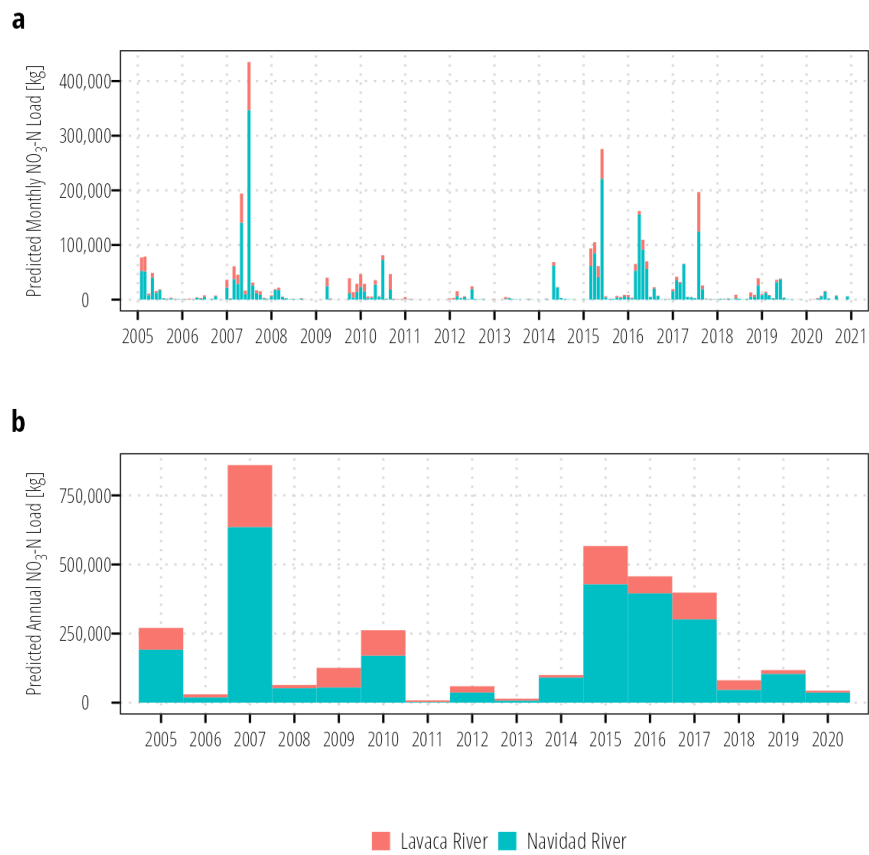 a
Predicted Monthly NO3-N Load [kg]
400,000
300,000
200,000
100,000
0
2005 2006 2007 2008 2009 2010 2011 2012 2013 2014 2015 2016 2017 2018 2019 2020 2021
b
Predicted Annual NO3-N Load [kg]
750,000
500,000
250,000
0
2005 2006 2007 2008 2009 2010 2011 2012 2013 2014 2015 2016 2017 2018 2019 2020
Lavaca River Navidad River